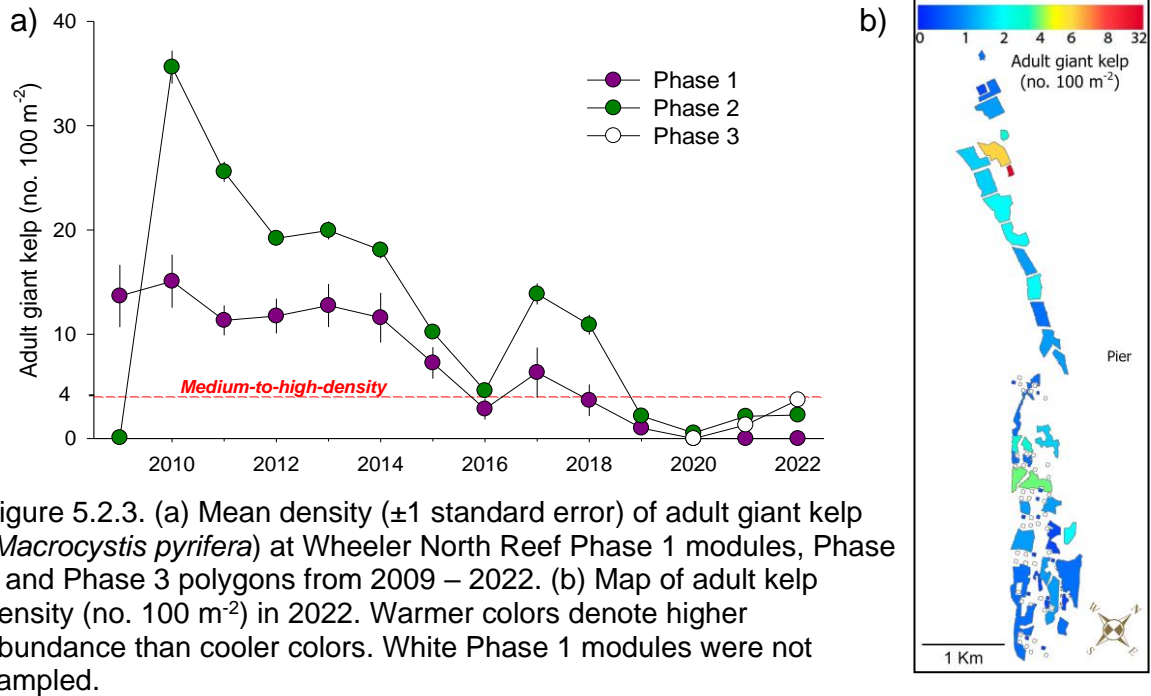 a)
40
30
20
10
4
0
Adult giant kelp (no. 100 m-2)
Phase 1
Phase 2
Phase 3
Medium-to-high-density
2010 2012 2014 2016 2018 2020 2022
b)
0 1 2 4 6 8 32
Adult giant kelp
(no. 100 m-2)
Pier
1 Km
W N
S E
igure 5.2.3. (a) Mean density (±1 standard error) of adult giant kelp
Macrocystis pyrifera) at Wheeler North Reef Phase 1 modules, Phase
and Phase 3 polygons from 2009 – 2022. (b) Map of adult kelp
ensity (no. 100 m-2) in 2022. Warmer colors denote higher
bundance than cooler colors. White Phase 1 modules were not
ampled.